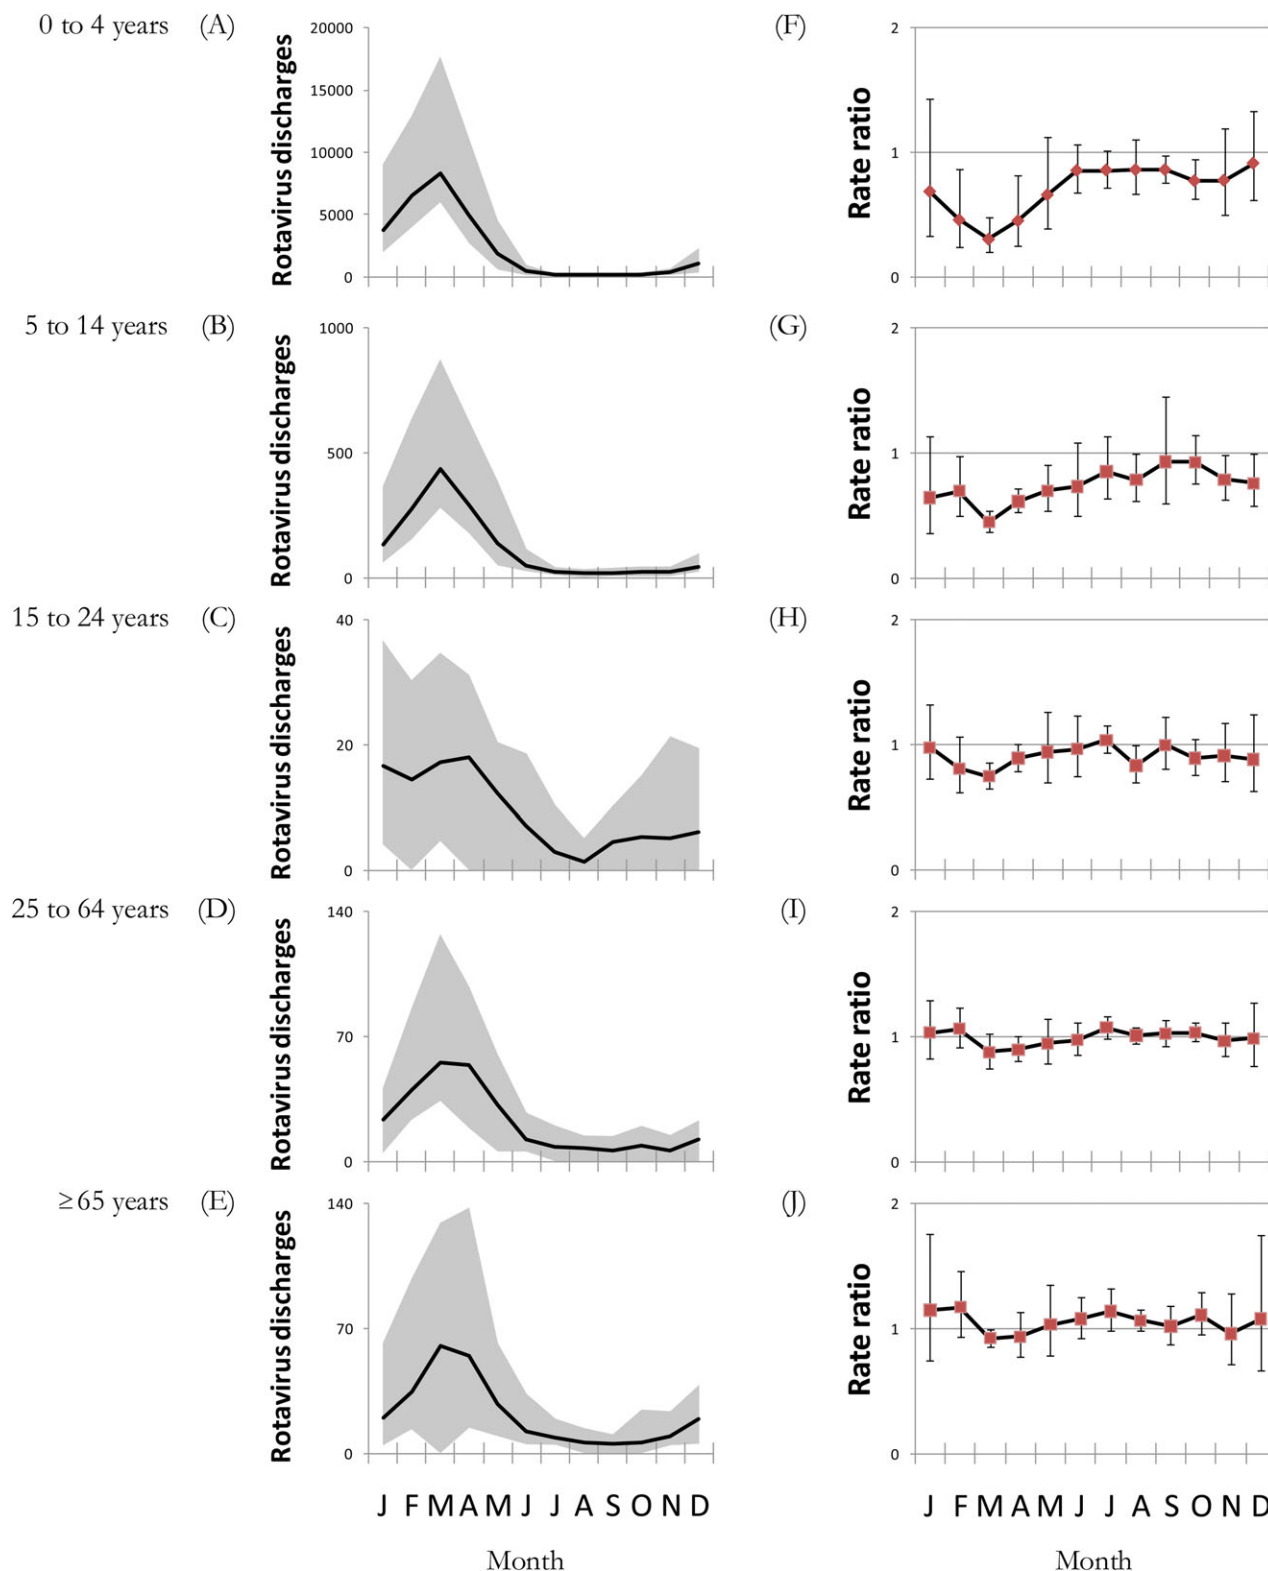 0 to 4 years (A) (F)
Rotavirus discharges
20000
15000
10000
5000
0
Rate ratio
2
1
0
5 to 14 years (B) (G)
Rotavirus discharges
1000
500
0
Rate ratio
2
1
0
15 to 24 years (C) (H)
Rotavirus discharges
40
20
0
Rate ratio
2
1
0
25 to 64 years (D) (I)
Rotavirus discharges
140
70
0
Rate ratio
2
1
0
≥65 years (E) (J)
Rotavirus discharges
140
70
0
Rate ratio
2
1
0
J F M A M J J A S O N D
J F M A M J J A S O N D
Month
Month